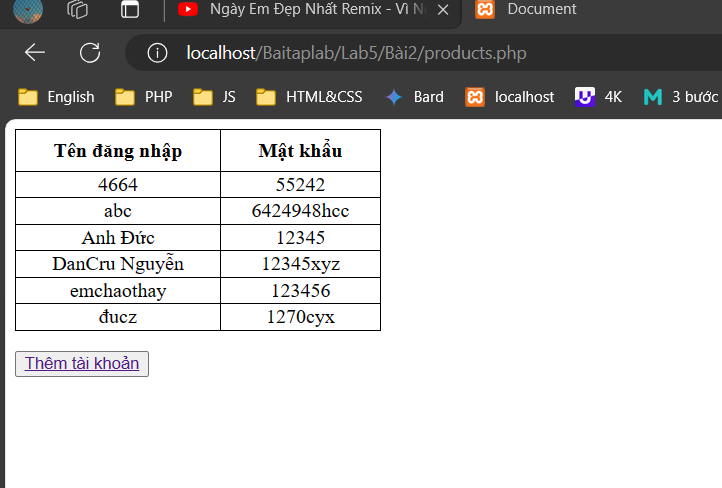 Ngày Em Đẹp Nhất Remix - Vì N
Document
localhost/Baitaplab/Lab5/Bài2/products.php
English PHP JS HTML&CSS Bard localhost 4K 3 bước
Tên đăng nhập Mật khẩu
4664 55242
abc 6424948hcc
Anh Đức 12345
DanCru Nguyễn 12345xyz
emchaothay 123456
đucz 1270cyx
Thêm tài khoản